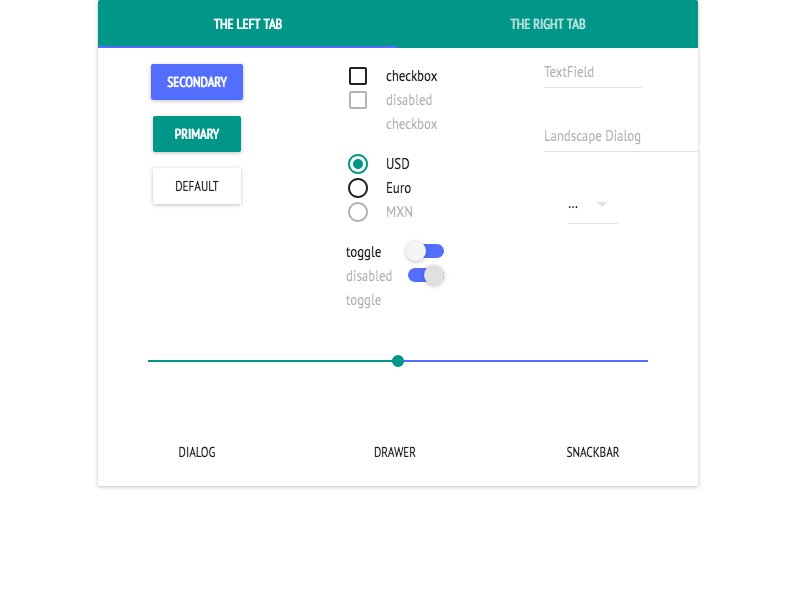 THE LEFT TAB
THE RIGHT TAB
SECONDARY
PRIMARY
DEFAULT
checkbox
disabled
checkbox
USD
Euro
MXN
toggle
disabled
toggle
TextField
Landscape Dialog
...
DIALOG
DRAWER
SNACKBAR